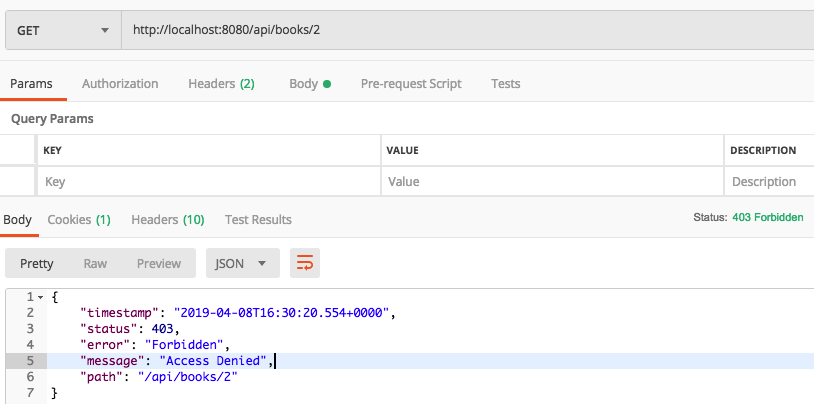 GET http://localhost:8080/api/books/2
Params Authorization Headers (2) Body Pre-request Script Tests
Query Params
KEY VALUE DESCRIPTION
Key Value Description
Body Cookies (1) Headers (10) Test Results Status: 403 Forbidden
Pretty Raw Preview JSON
1 {
2 "timestamp": "2019-04-08T16:30:20.554+0000",
3 "status": 403,
4 "error": "Forbidden",
5 "message": "Access Denied",
6 "path": "/api/books/2"
7 }